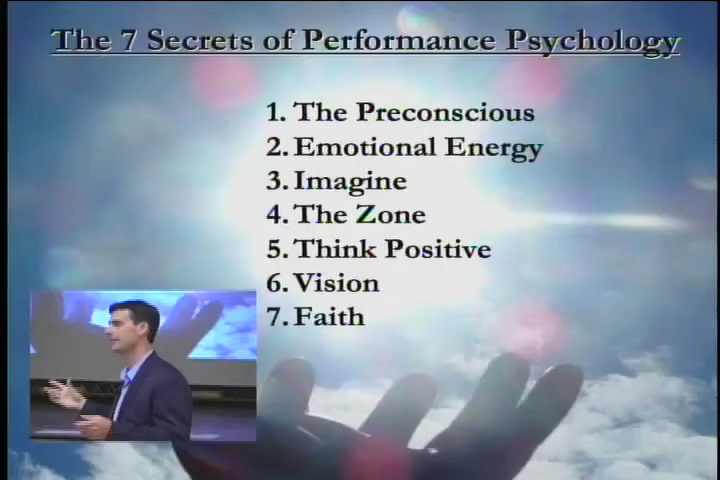 The 7 Secrets of Performance Psychology
1. The Preconscious
2. Emotional Energy
3. Imagine
4. The Zone
5. Think Positive
6. Vision
7. Faith